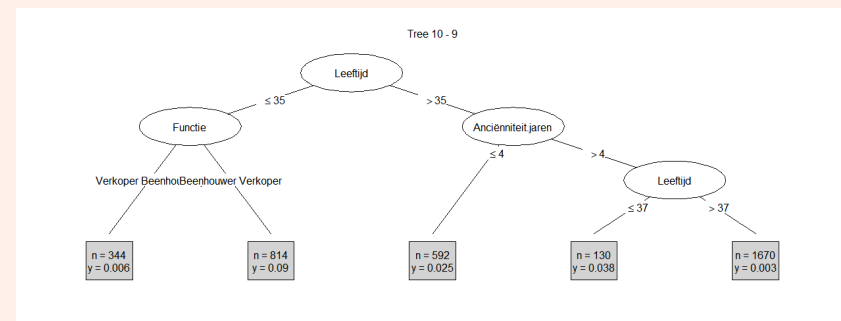 Tree 10 - 9
Leeftijd
≤ 35
> 35
Functie
Anciënniteit.jaren
≤ 4
> 4
Verkoper Beenhou
Beenhouwer Verkoper
Leeftijd
≤ 37
> 37
n = 344
y = 0.006
n = 814
y = 0.09
n = 592
y = 0.025
n = 130
y = 0.038
n = 1670
y = 0.003